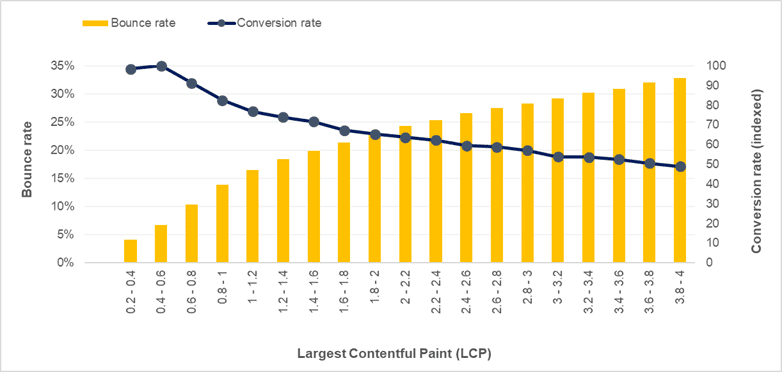 Bounce rate
Conversion rate
35%
30%
25%
20%
15%
10%
5%
0%
Bounce rate
100
90
80
70
60
50
40
30
20
10
0
Conversion rate (indexed)
0.2 - 0.4
0.4 - 0.6
0.6 - 0.8
0.8 - 1
1 - 1.2
1.2 - 1.4
1.4 - 1.6
1.6 - 1.8
1.8 - 2
2 - 2.2
2.2 - 2.4
2.4 - 2.6
2.6 - 2.8
2.8 - 3
3 - 3.2
3.2 - 3.4
3.4 - 3.6
3.6 - 3.8
3.8 - 4
Largest Contentful Paint (LCP)